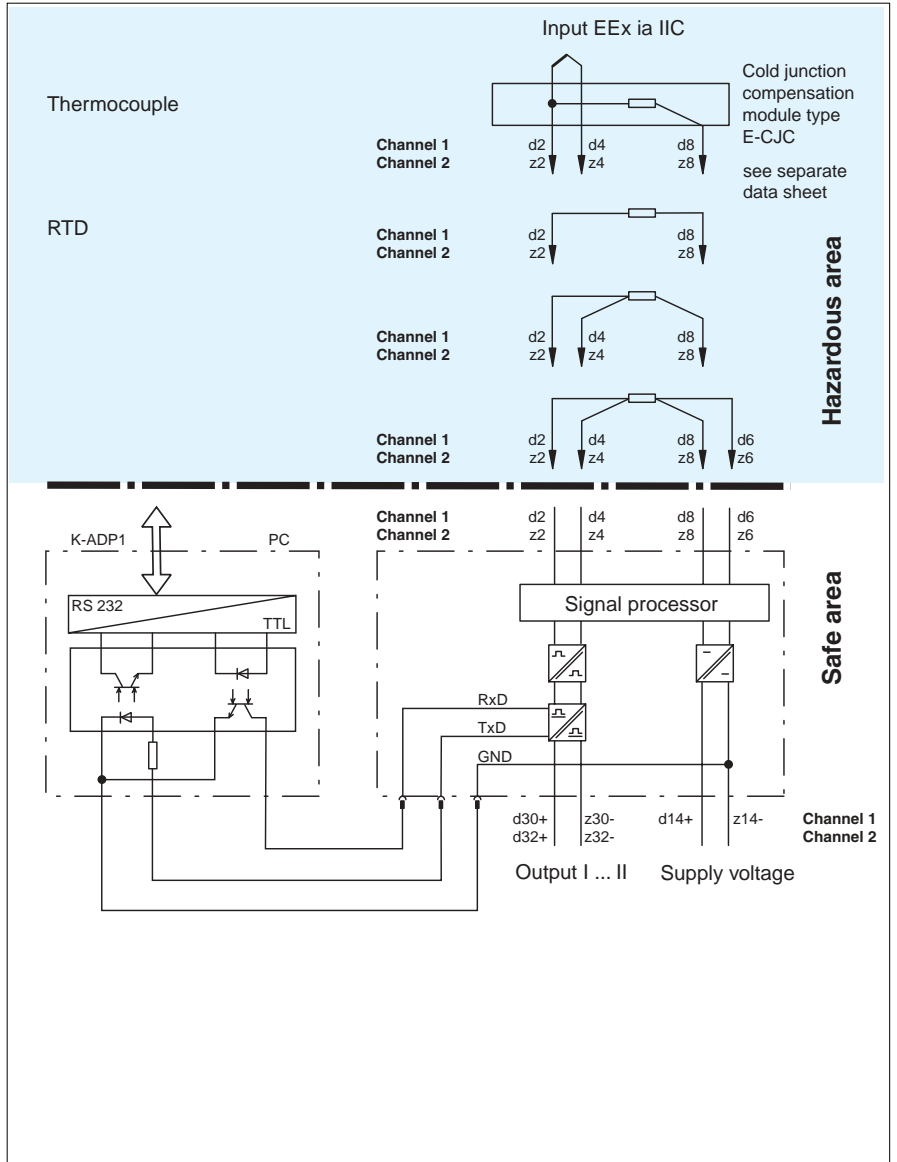 Input EEx ia IIC
Thermocouple
Cold junction
compensation
module type
E-CJC
see separate
data sheet
Channel 1 d2 d4 d8
Channel 2 z2 z4 z8
RTD
Channel 1 d2 d8
Channel 2 z2 z8
Channel 1 d2 d4 d8
Channel 2 z2 z4 z8
Channel 1 d2 d4 d8 d6
Channel 2 z2 z4 z8 z6
Hazardous area
Channel 1 d2 d4 d8 d6
Channel 2 z2 z4 z8 z6
K-ADP1 PC
RS 232
TTL
Signal processor
Safe area
RxD
TxD
GND
d30+ z30- d14+ z14- Channel 1
d32+ z32- Channel 2
Output I ... II Supply voltage